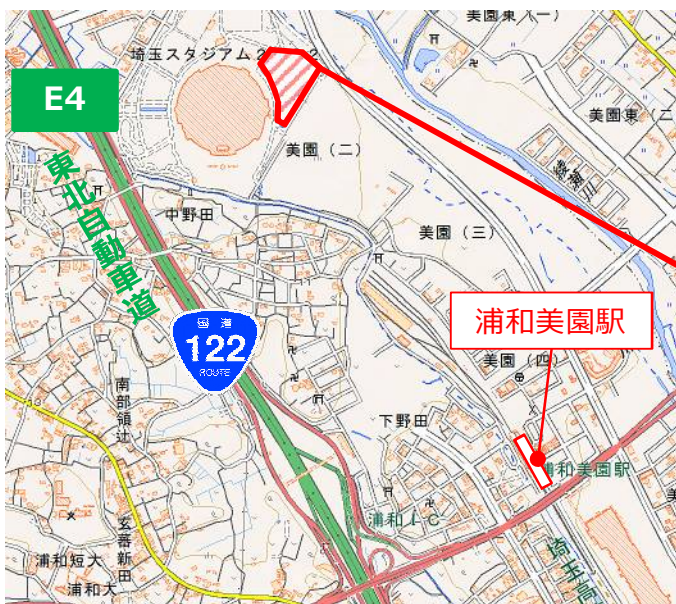 美園東(一)
埼玉スタジアム2 2
E4
美園東(二
綾瀬川
美園(二)
東北自動車道
中野田
美園(三)
浦和美園駅
国道
122
ROUTE
美園(四)
南部領辻
下野田
浦和美園駅
浦和IC
玄蕃新田
埼玉高
浦和短大
浦和大